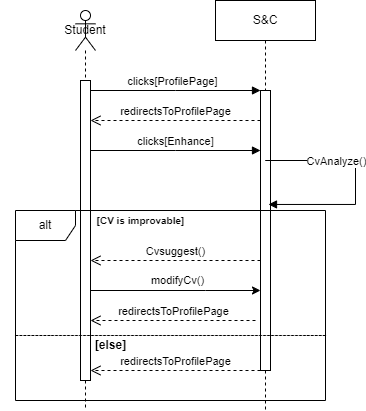 Student
S&C
clicks[ProfilePage]
redirectsToProfilePage
clicks[Enhance]
CvAnalyze()
alt
[CV is improvable]
Cvsuggest()
modifyCv()
redirectsToProfilePage
[else]
redirectsToProfilePage